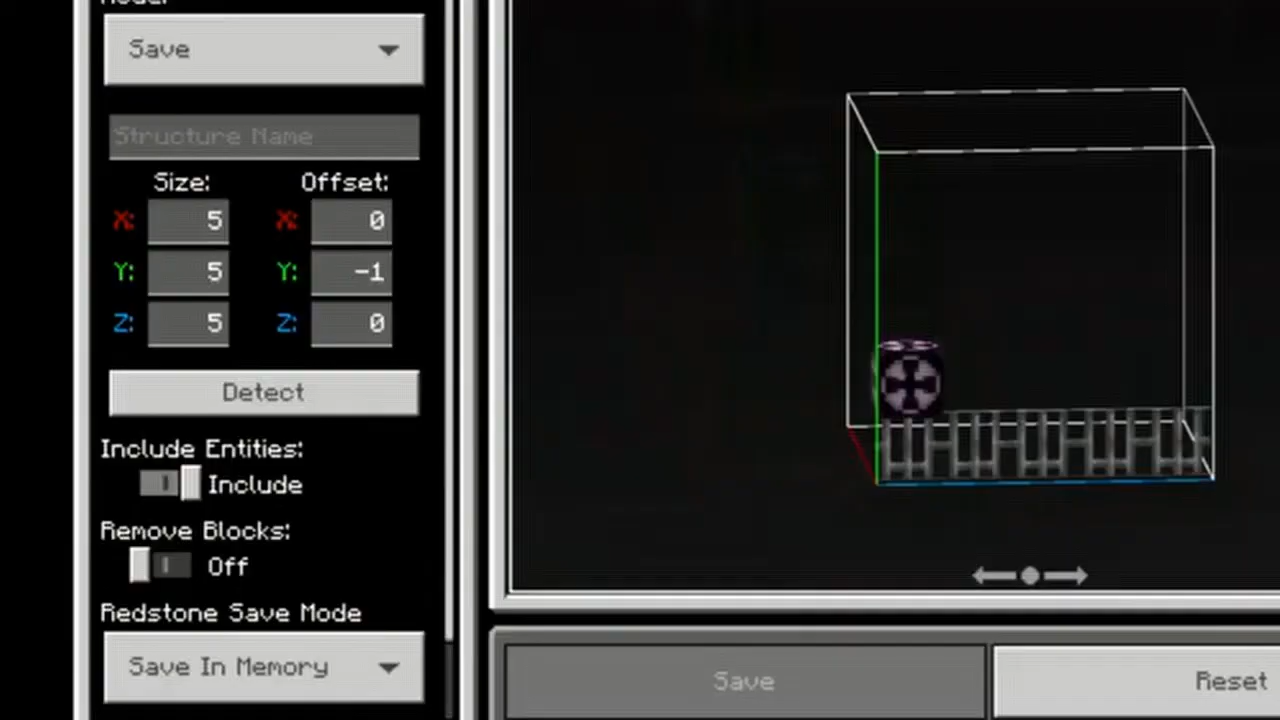 Mode:
Save
Structure Name
Size: Offset:
X: 5 X: 0
Y: 5 Y: -1
Z: 5 Z: 0
Detect
Include Entities:
Include
Remove Blocks:
Off
Redstone Save Mode
Save In Memory
Save Reset